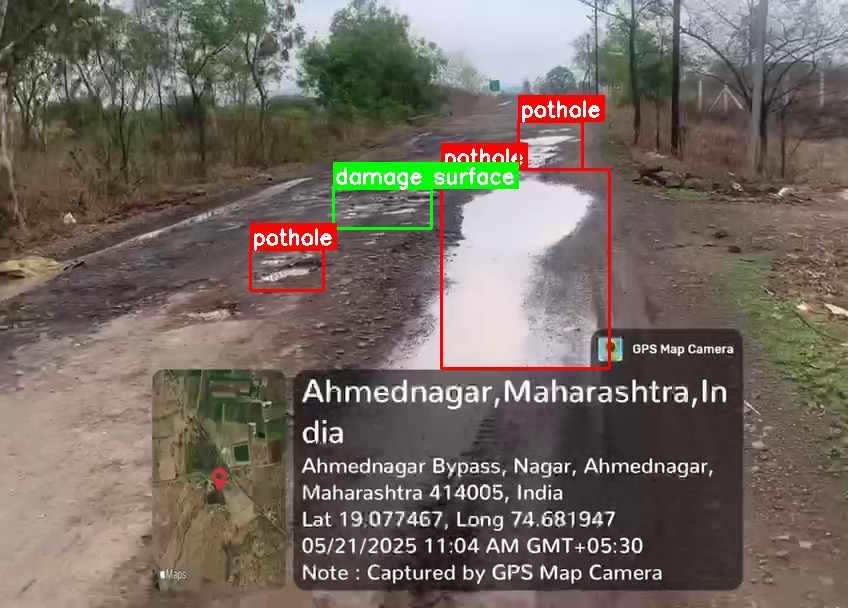 pothole
pothole
damage surface
pothole
GPS Map Camera
Ahmednagar,Maharashtra,In
dia
Ahmednagar Bypass, Nagar, Ahmednagar,
Maharashtra 414005, India
Lat 19.077467, Long 74.681947
05/21/2025 11:04 AM GMT+05:30
Note : Captured by GPS Map Camera
Maps